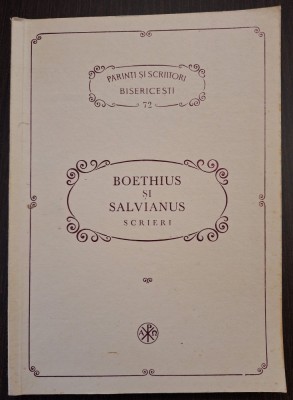 PĂRINȚI ȘI SCRIITORI
BISERICEȘTI
72
BOETHIUS
ȘI
SALVIANUS
SCRIERI
A P Ω